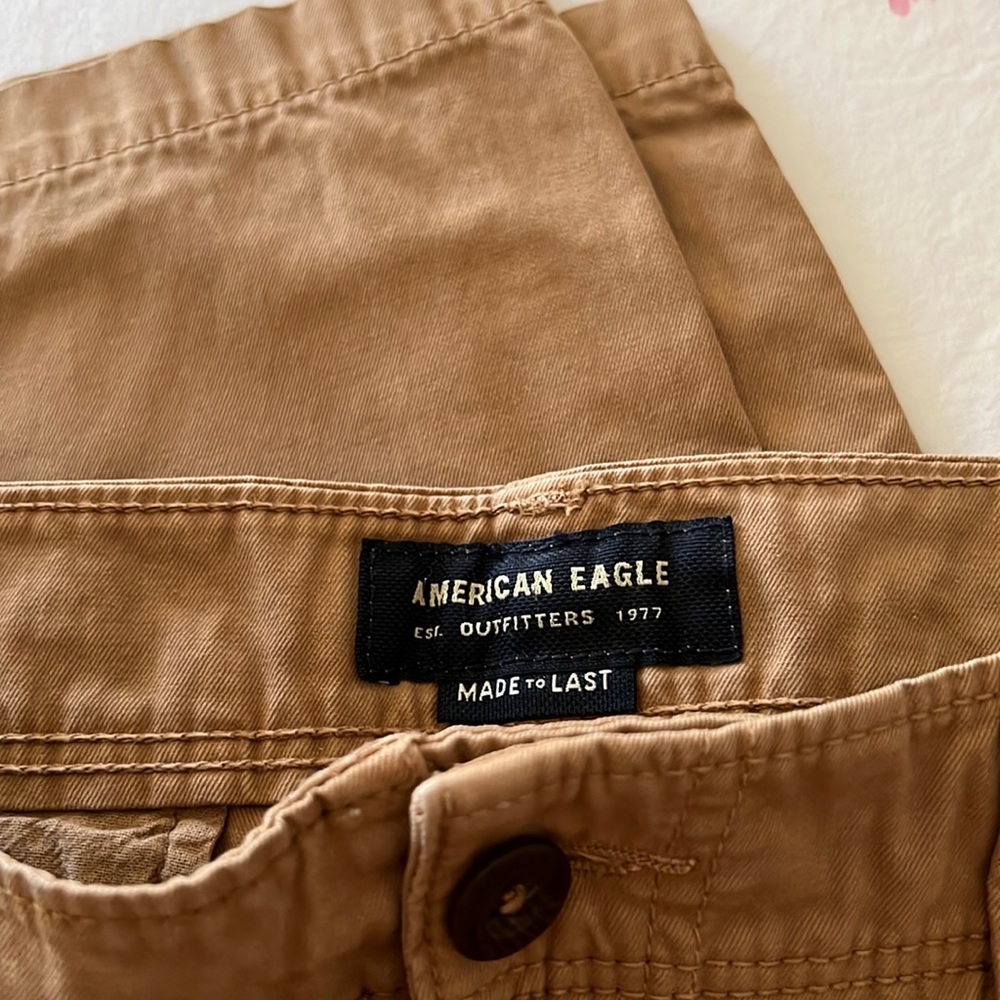 AMERICAN EAGLE
EST. OUTFITTERS 1977
MADE TO LAST